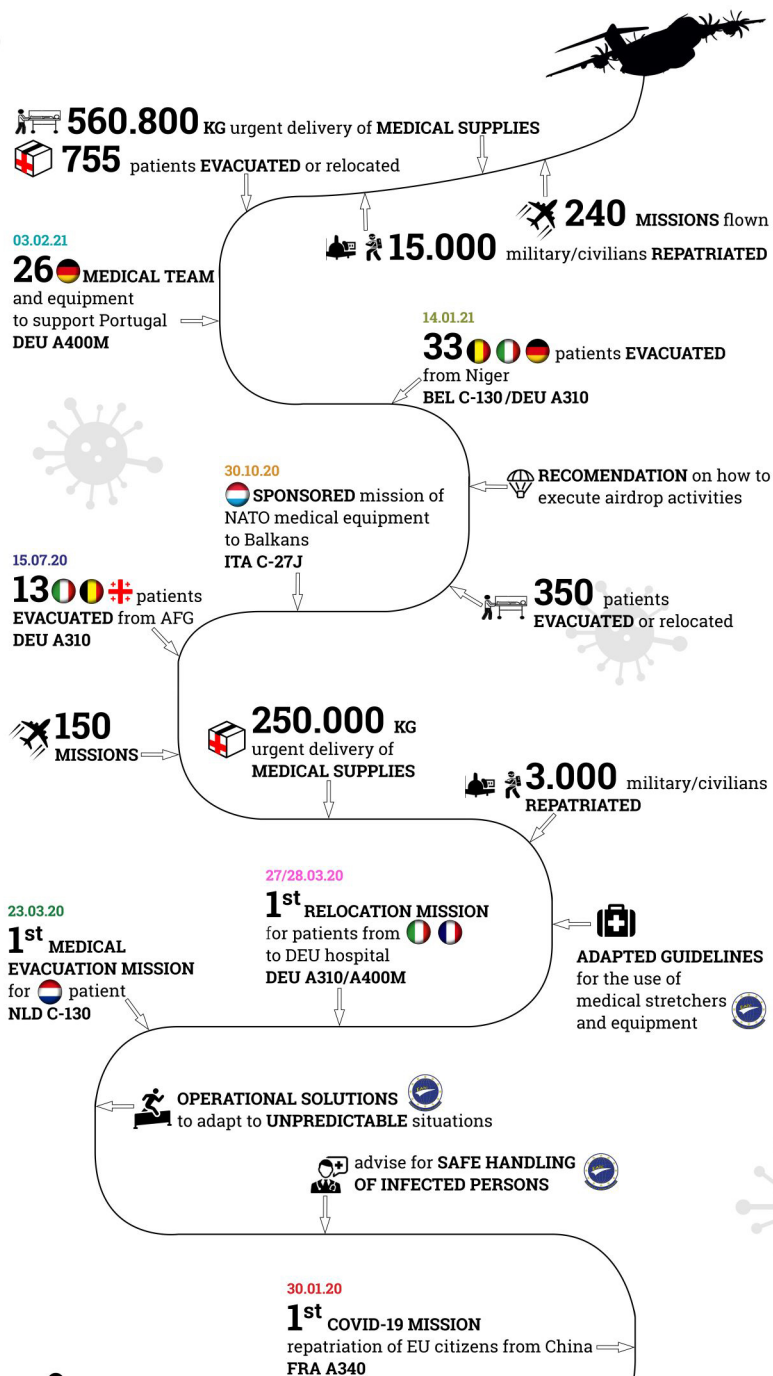 560.800 KG urgent delivery of MEDICAL SUPPLIES
755 patients EVACUATED or relocated
240 MISSIONS flown
15.000 military/civilians REPATRIATED
03.02.21
26 MEDICAL TEAM
and equipment
to support Portugal
DEU A400M
14.01.21
33 patients EVACUATED
from Niger
BEL C-130/DEU A310
RECOMENDATION on how to
execute airdrop activities
30.10.20
SPONSORED mission of
NATO medical equipment
to Balkans
ITA C-27J
15.07.20
13 patients
EVACUATED from AFG
DEU A310
350 patients
EVACUATED or relocated
150
MISSIONS
250.000 KG
urgent delivery of
MEDICAL SUPPLIES
3.000 military/civilians
REPATRIATED
27/28.03.20
1st RELOCATION MISSION
for patients from
to DEU hospital
DEU A310/A400M
23.03.20
1st MEDICAL
EVACUATION MISSION
for patient
NLD C-130
ADAPTED GUIDELINES
for the use of
medical stretchers
and equipment
OPERATIONAL SOLUTIONS
to adapt to UNPREDICTABLE situations
advise for SAFE HANDLING
OF INFECTED PERSONS
30.01.20
1st COVID-19 MISSION
repatriation of EU citizens from China
FRA A340